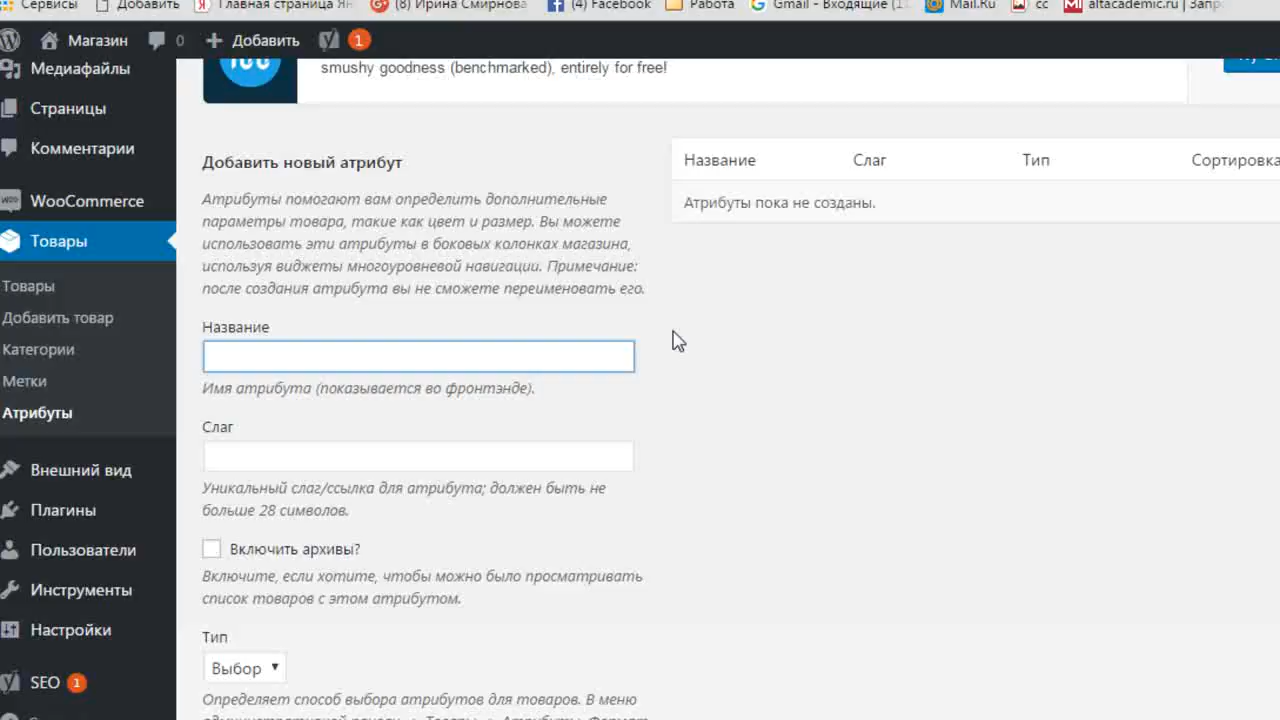 Сервисы Добавить Главная страница Ян (8) Ирина Смирнова (4) Facebook Работа Gmail - Входящие (1 Mail.Ru сс altacademic.ru | Запр
Магазин 0 Добавить 1
Медиафайлы
Страницы
Комментарии
WooCommerce
Товары
Товары
Добавить товар
Категории
Метки
Атрибуты
Внешний вид
Плагины
Пользователи
Инструменты
Настройки
SEO 1
smushy goodness (benchmarked), entirely for free!
Добавить новый атрибут
Атрибуты помогают вам определить дополнительные
параметры товара, такие как цвет и размер. Вы можете
использовать эти атрибуты в боковых колонках магазина,
используя виджеты многоуровневой навигации. Примечание:
после создания атрибута вы не сможете переименовать его.
Название
Имя атрибута (показывается во фронтэнде).
Слаг
Уникальный слаг/ссылка для атрибута; должен быть не
больше 28 символов.
Включить архивы?
Включите, если хотите, чтобы можно было просматривать
список товаров с этом атрибутом.
Тип
Выбор
Определяет способ выбора атрибутов для товаров. В меню
Название Слаг Тип Сортировка
Атрибуты пока не созданы.